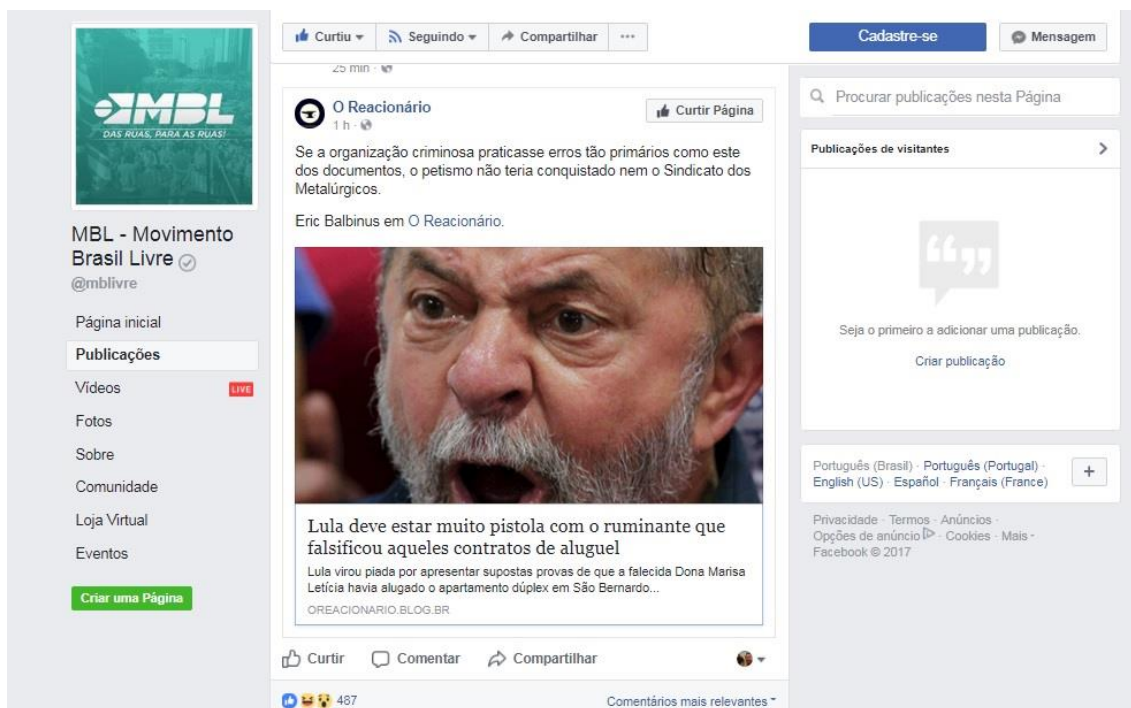 MBL
DAS RUAS, PARA AS RUAS!
MBL - Movimento
Brasil Livre
@mblivre
Página inicial
Publicações
Vídeos LIVE
Fotos
Sobre
Comunidade
Loja Virtual
Eventos
Criar uma Página
Curtiu Seguindo Compartilhar ...
25 min
O Reacionário
1 h
Curtir Página
Se a organização criminosa praticasse erros tão primários como este
dos documentos, o petismo não teria conquistado nem o Sindicato dos
Metalúrgicos.
Eric Balbinus em O Reacionário.
Lula deve estar muito pistola com o ruminante que
falsificou aqueles contratos de aluguel
Lula virou piada por apresentar supostas provas de que a falecida Dona Marisa
Letícia havia alugado o apartamento dúplex em São Bernardo...
OREACIONARIO.BLOG.BR
Curtir Comentar Compartilhar
487 Comentários mais relevantes
Cadastre-se Mensagem
Procurar publicações nesta Página
Publicações de visitantes
Seja o primeiro a adicionar uma publicação.
Criar publicação
Português (Brasil) · Português (Portugal) ·
English (US) · Español · Français (France)
Privacidade · Termos · Anúncios ·
Opções de anúncio · Cookies · Mais ·
Facebook © 2017